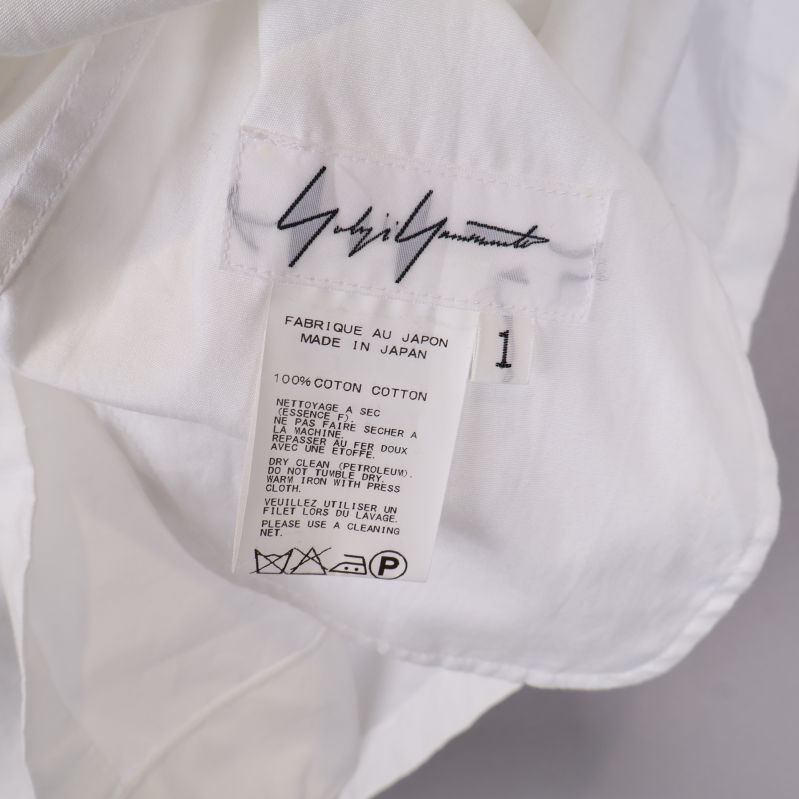 Yohji Yamamoto
FABRIQUE AU JAPON
MADE IN JAPAN
1
100% COTON COTTON
NETTOYAGE A SEC
(ESSENCE F).
NE PAS FAIRE SECHER A
LA MACHINE.
REPASSER AU FER DOUX
AVEC UNE ETOFFE.
DRY CLEAN (PETROLEUM).
DO NOT TUMBLE DRY.
WARM IRON WITH PRESS
CLOTH.
VEUILLEZ UTILISER UN
FILET LORS DU LAVAGE.
PLEASE USE A CLEANING
NET.
P